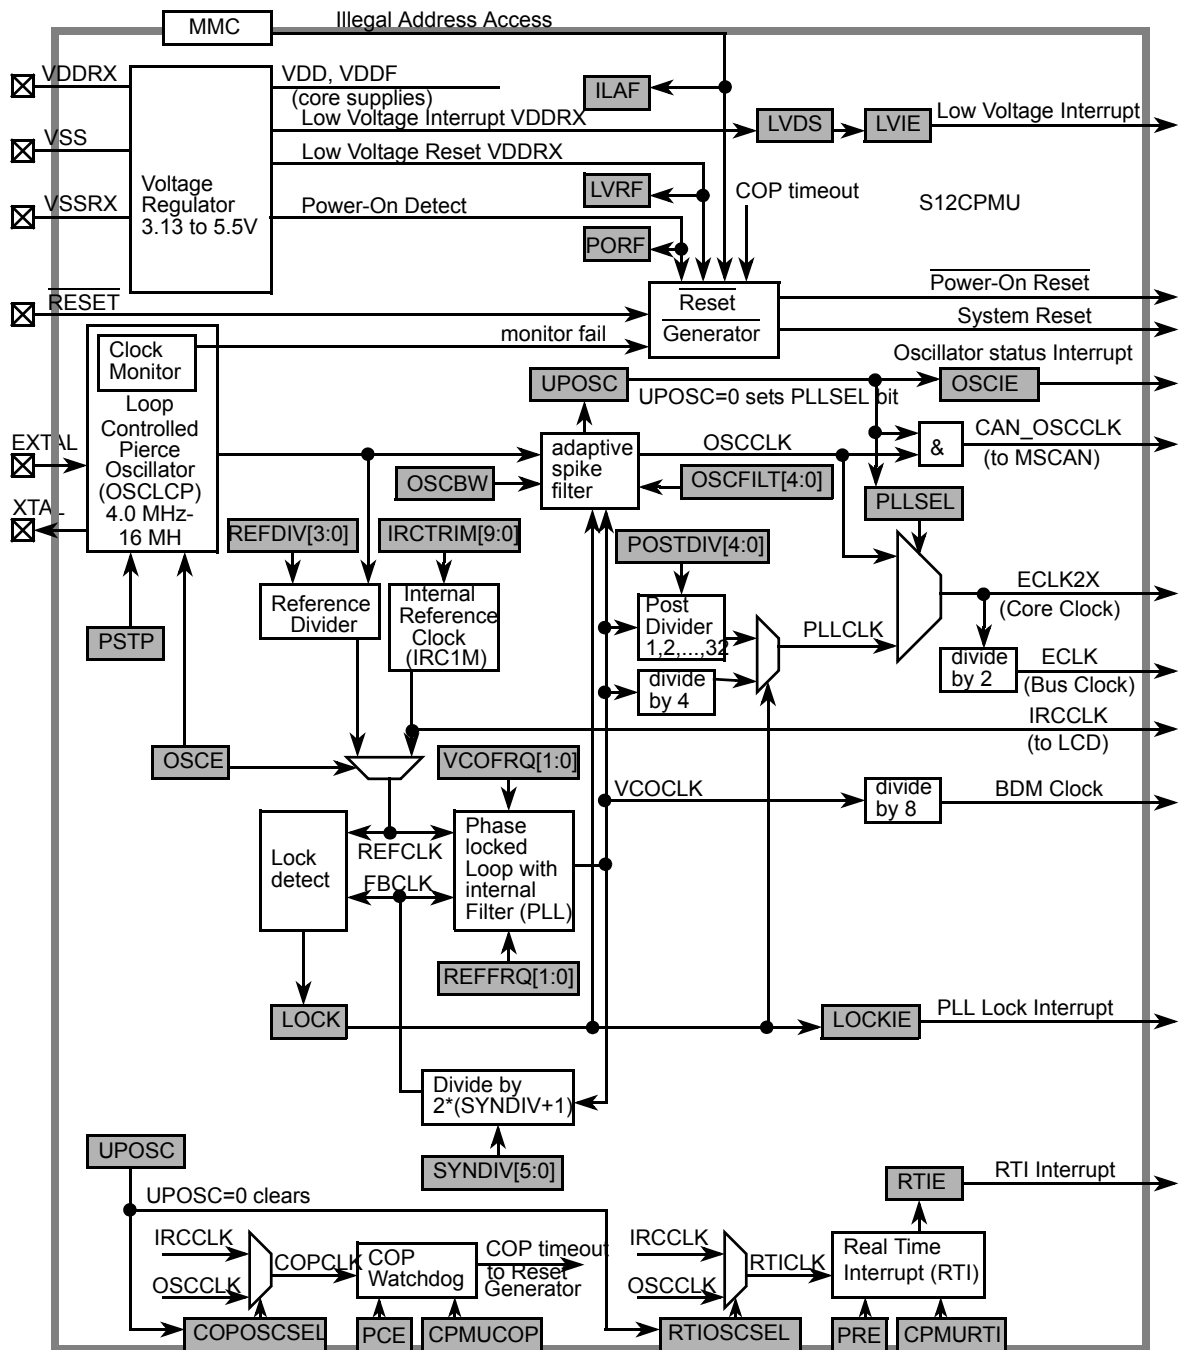 MMC
Illegal Address Access
VDDRX
VDD, VDDF
(core supplies)
ILAF
Low Voltage Interrupt VDDRX
LVDS
LVIE
Low Voltage Interrupt
VSS
Low Voltage Reset VDDRX
Voltage
Regulator
3.13 to 5.5V
LVRF
COP timeout
S12CPMU
VSSRX
Power-On Detect
PORF
RESET
Reset
Generator
Power-On Reset
System Reset
monitor fail
Clock
Monitor
Oscillator status Interrupt
UPOSC
OSCIE
UPOSC=0 sets PLLSEL bit
Loop
Controlled
Pierce
Oscillator
(OSCLCP)
4.0 MHz-
16 MH
EXTAL
XTAL
adaptive
spike
filter
OSCCLK
&
CAN_OSCCLK
(to MSCAN)
OSCBW
OSCFILT[4:0]
PLLSEL
REFDIV[3:0]
IRCTRIM[9:0]
POSTDIV[4:0]
Reference
Divider
Internal
Reference
Clock
(IRC1M)
Post
Divider
1,2,...,32
PLLCLK
ECLK2X
(Core Clock)
PSTP
divide
by 4
divide
by 2
ECLK
(Bus Clock)
IRCCLK
(to LCD)
OSCE
VCOFRQ[1:0]
VCOCLK
divide
by 8
BDM Clock
Lock
detect
REFCLK
FBCLK
Phase
locked
Loop with
internal
Filter (PLL)
REFFRQ[1:0]
LOCK
LOCKIE
PLL Lock Interrupt
Divide by
2*(SYNDIV+1)
SYNDIV[5:0]
UPOSC
UPOSC=0 clears
RTIE
RTI Interrupt
IRCCLK
OSCCLK
COPCLK
COP
Watchdog
COP timeout
to Reset
Generator
IRCCLK
OSCCLK
RTICLK
Real Time
Interrupt (RTI)
COPOSCSEL
PCE
CPMUCOP
RTIOSCSEL
PRE
CPMURTI